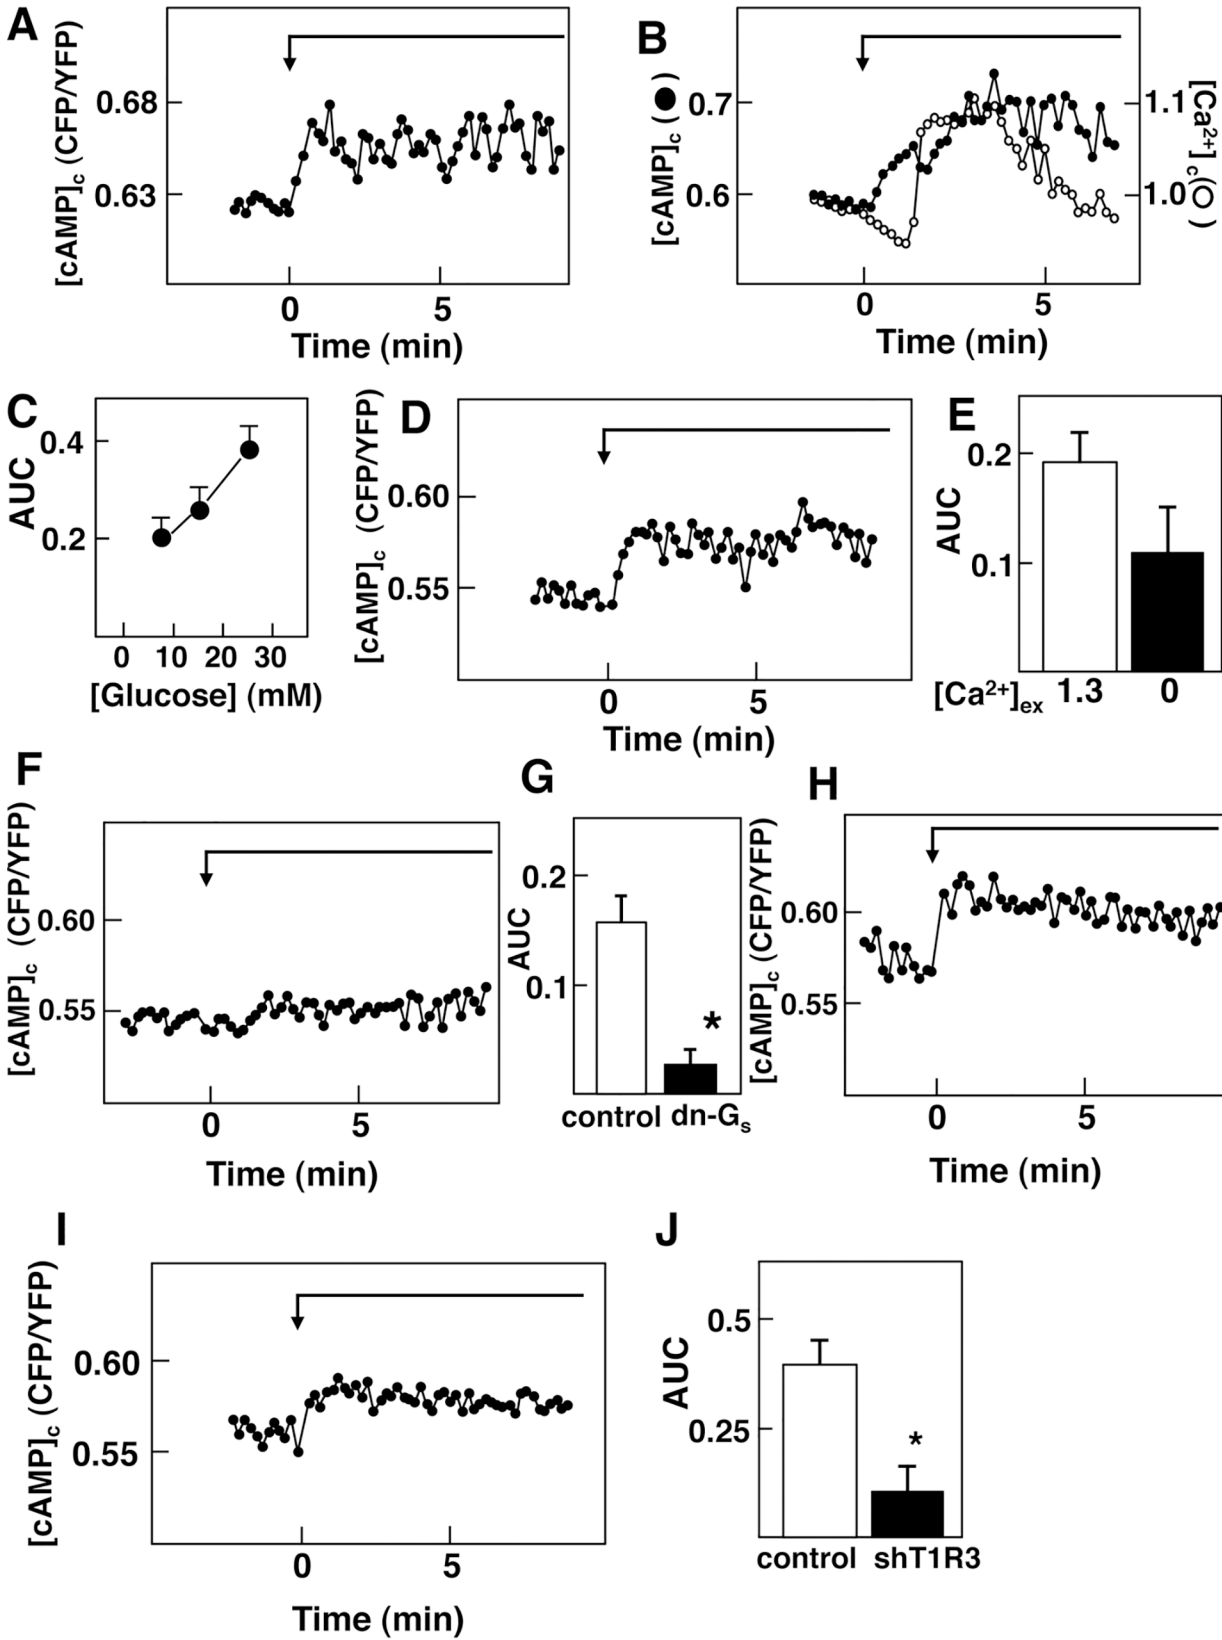 A
[cAMP]c (CFP/YFP)
0.68
0.63
0
5
Time (min)
B
[cAMP]c (●)
0.7
0.6
1.1
1.0
[Ca2+]c(○)
0
5
Time (min)
C
AUC
0.4
0.2
0 10 20 30
[Glucose] (mM)
D
[cAMP]c (CFP/YFP)
0.60
0.55
0
5
Time (min)
E
AUC
0.2
0.1
[Ca2+]ex 1.3 0
F
[cAMP]c (CFP/YFP)
0.60
0.55
0
5
Time (min)
G
AUC
0.2
0.1
*
control dn-Gs
H
[cAMP]c (CFP/YFP)
0.60
0.55
0
5
Time (min)
I
[cAMP]c (CFP/YFP)
0.60
0.55
0
5
Time (min)
J
AUC
0.5
0.25
*
control shT1R3